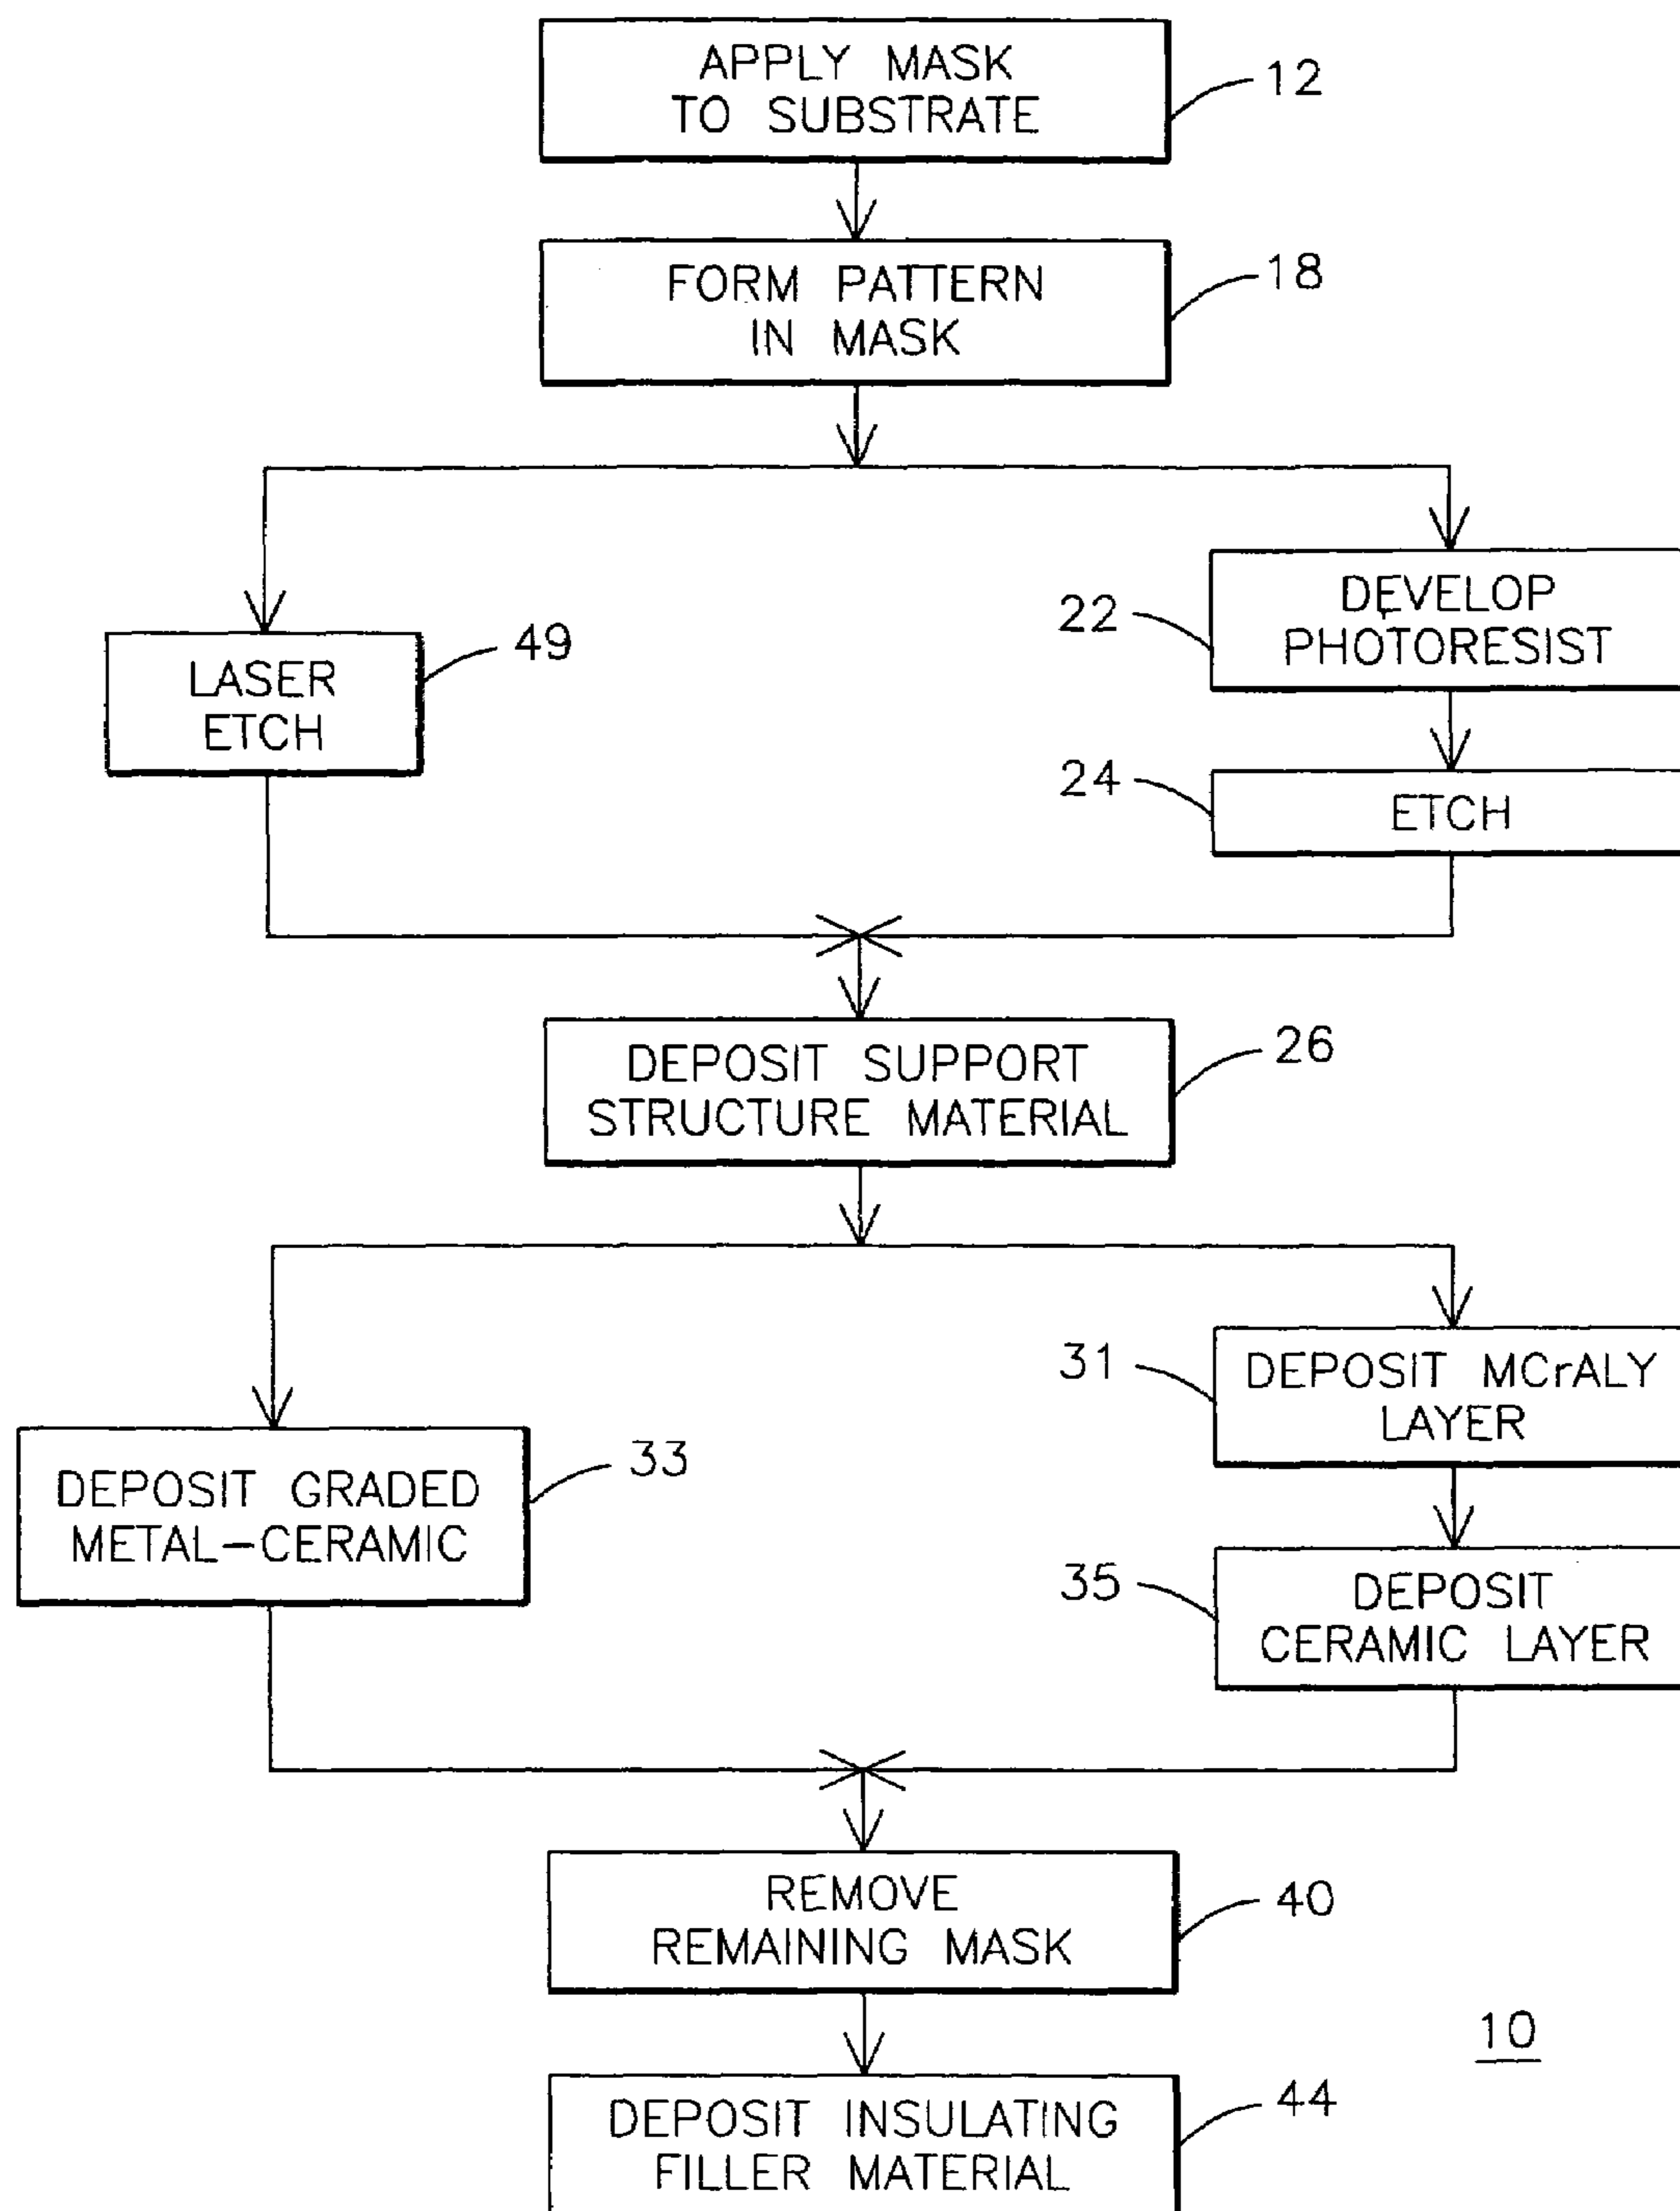 APPLY MASK
TO SUBSTRATE
12
FORM PATTERN
IN MASK
18
LASER
ETCH
49
22
DEVELOP
PHOTORESIST
24
ETCH
DEPOSIT SUPPORT
STRUCTURE MATERIAL
26
DEPOSIT GRADED
METAL-CERAMIC
33
31
DEPOSIT MCrALY
LAYER
35
DEPOSIT
CERAMIC LAYER
REMOVE
REMAINING MASK
40
10
DEPOSIT INSULATING
FILLER MATERIAL
44